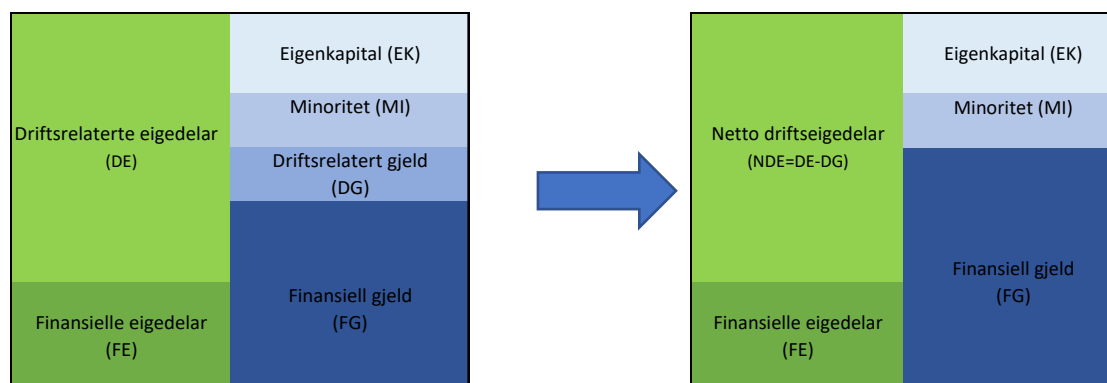 Eigenkapital (EK)
Minoritet (MI)
Driftsrelaterte eigedelar
(DE)
Driftsrelatert gjeld
(DG)
Finansiell gjeld
(FG)
Finansielle eigedelar
(FE)
Eigenkapital (EK)
Minoritet (MI)
Netto driftseigedelar
(NDE=DE-DG)
Finansiell gjeld
(FG)
Finansielle eigedelar
(FE)